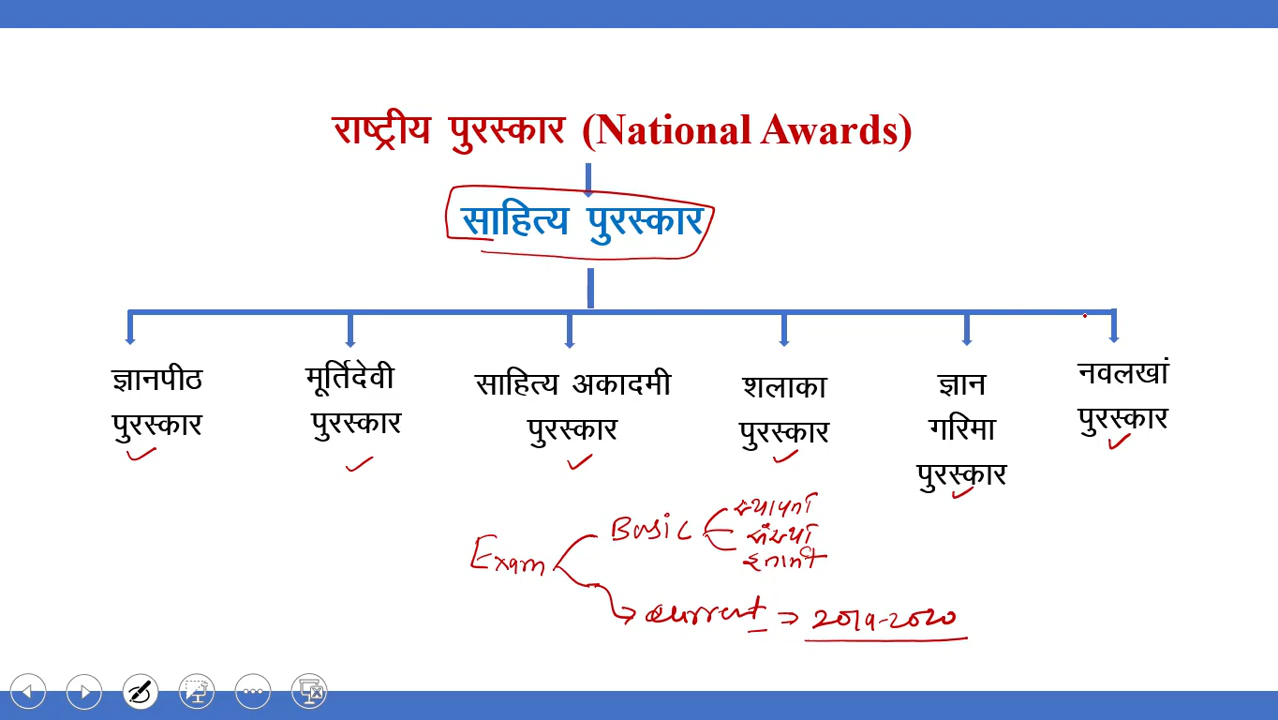 राष्ट्रीय पुरस्कार (National Awards)
साहित्य पुरस्कार
ज्ञानपीठ
पुरस्कार
मूर्तिदेवी
पुरस्कार
साहित्य अकादमी
पुरस्कार
शलाका
पुरस्कार
ज्ञान
गरिमा
पुरस्कार
नवलखां
पुरस्कार
Exam
Basic
स्थापना
संस्था
current ⇒ 2019-2020